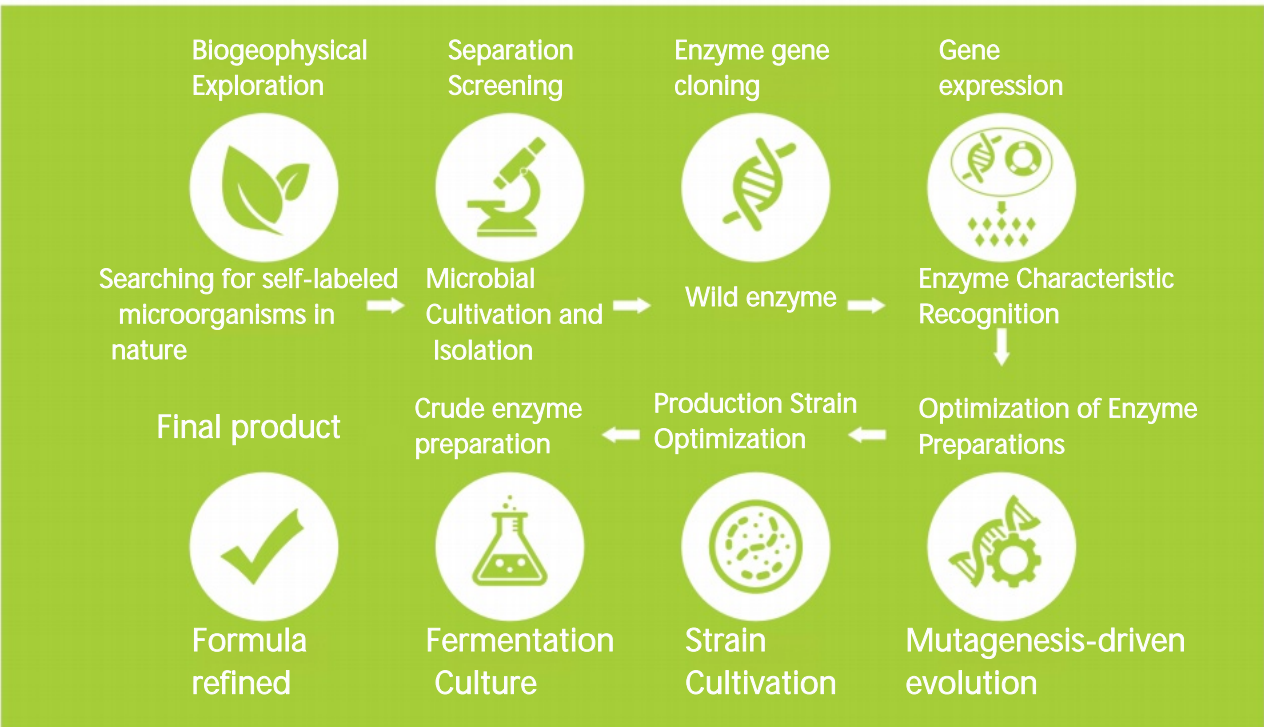 Biogeophysical
Exploration
Separation
Screening
Enzyme gene
cloning
Gene
expression
Searching for self-labeled
microorganisms in
nature
Microbial
Cultivation and
Isolation
Wild enzyme
Enzyme Characteristic
Recognition
Optimization of Enzyme
Preparations
Production Strain
Optimization
Crude enzyme
preparation
Final product
Mutagenesis-driven
evolution
Strain
Cultivation
Fermentation
Culture
Formula
refined